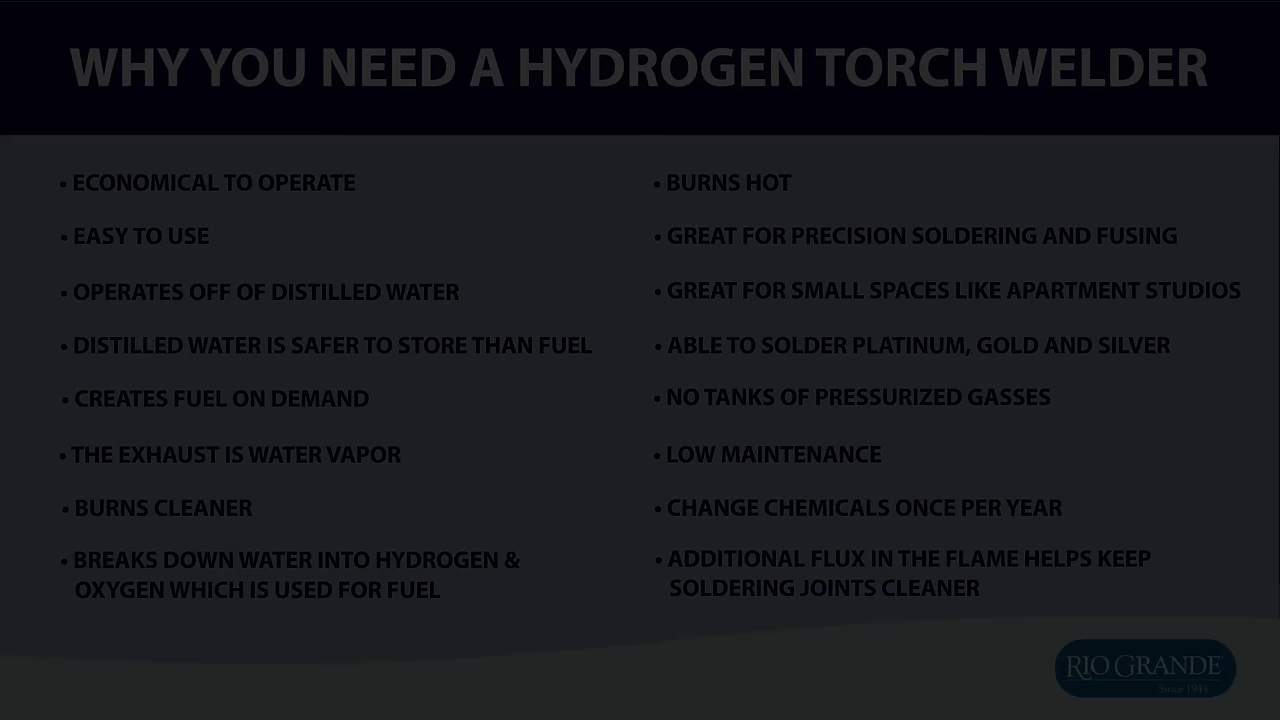 WHY YOU NEED A HYDROGEN TORCH WELDER
• ECONOMICAL TO OPERATE
• EASY TO USE
• OPERATES OFF OF DISTILLED WATER
• DISTILLED WATER IS SAFER TO STORE THAN FUEL
• CREATES FUEL ON DEMAND
• THE EXHAUST IS WATER VAPOR
• BURNS CLEANER
• BREAKS DOWN WATER INTO HYDROGEN &
OXYGEN WHICH IS USED FOR FUEL
• BURNS HOT
• GREAT FOR PRECISION SOLDERING AND FUSING
• GREAT FOR SMALL SPACES LIKE APARTMENT STUDIOS
• ABLE TO SOLDER PLATINUM, GOLD AND SILVER
• NO TANKS OF PRESSURIZED GASSES
• LOW MAINTENANCE
• CHANGE CHEMICALS ONCE PER YEAR
• ADDITIONAL FLUX IN THE FLAME HELPS KEEP
SOLDERING JOINTS CLEANER
RIO GRANDE
Since 1944